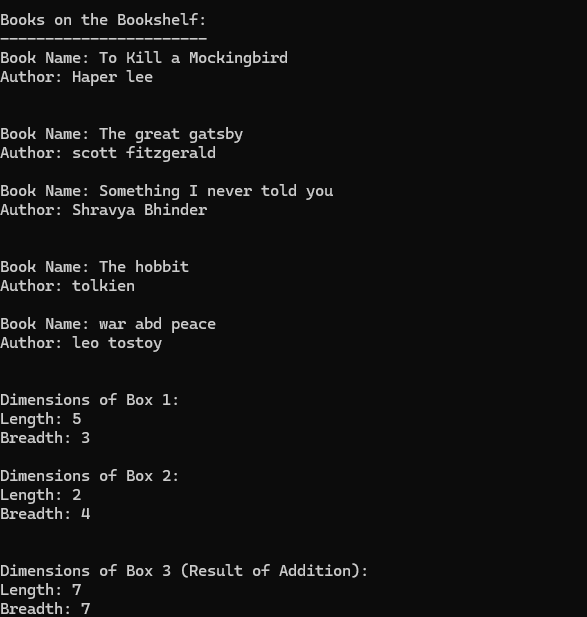 Books on the Bookshelf:
-----------------------
Book Name: To Kill a Mockingbird
Author: Haper lee
Book Name: The great gatsby
Author: scott fitzgerald
Book Name: Something I never told you
Author: Shravya Bhinder
Book Name: The hobbit
Author: tolkien
Book Name: war abd peace
Author: leo tostoy
Dimensions of Box 1:
Length: 5
Breadth: 3
Dimensions of Box 2:
Length: 2
Breadth: 4
Dimensions of Box 3 (Result of Addition):
Length: 7
Breadth: 7